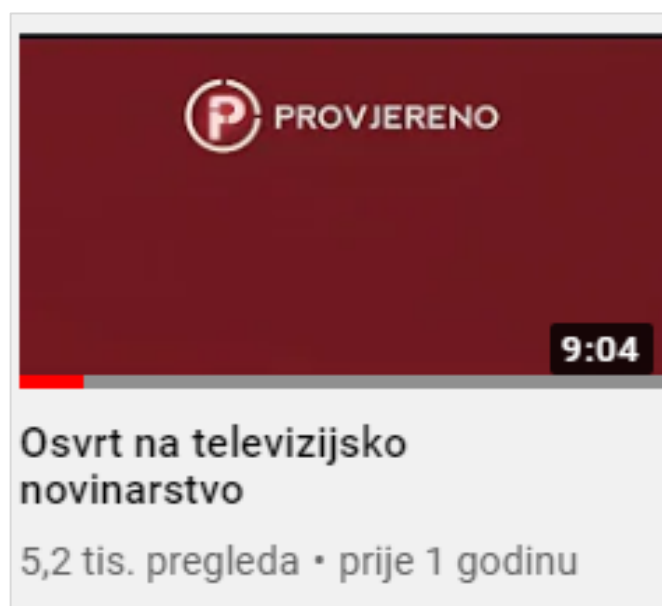 PROVJERENO
9:04
Osvrt na televizijsko
novinarstvo
5,2 tis. pregleda • prije 1 godinu